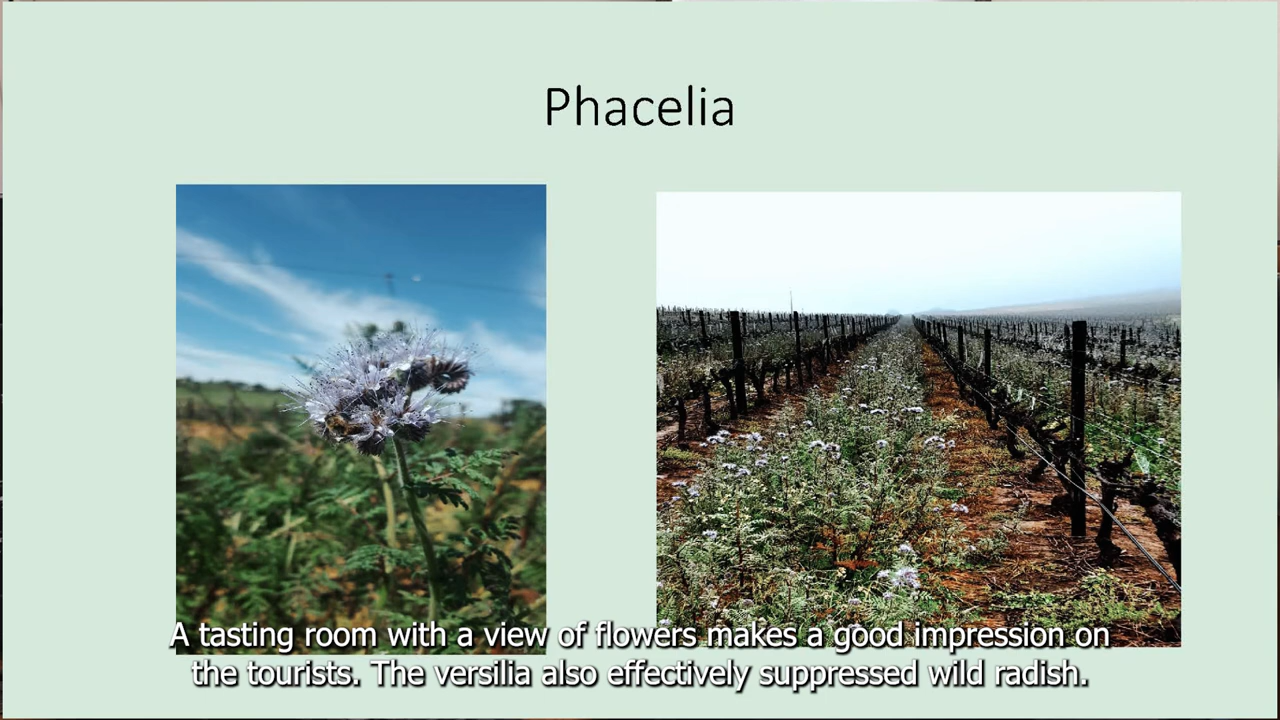 Phacelia
A tasting room with a view of flowers makes a good impression on
the tourists. The versilia also effectively suppressed wild radish.